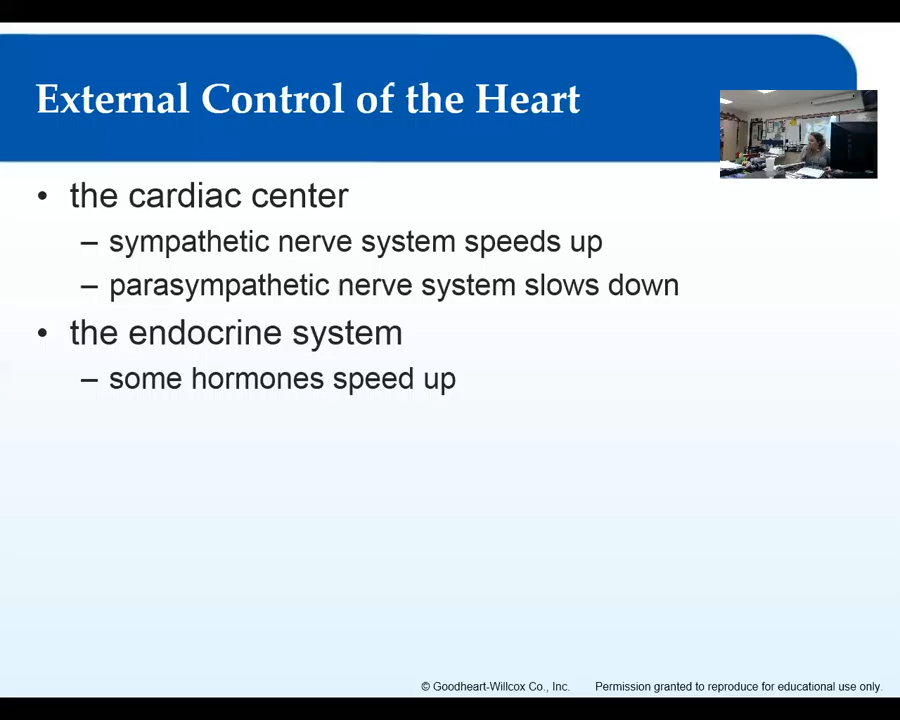 External Control of the Heart
• the cardiac center
– sympathetic nerve system speeds up
– parasympathetic nerve system slows down
• the endocrine system
– some hormones speed up
© Goodheart-Willcox Co., Inc. Permission granted to reproduce for educational use only.